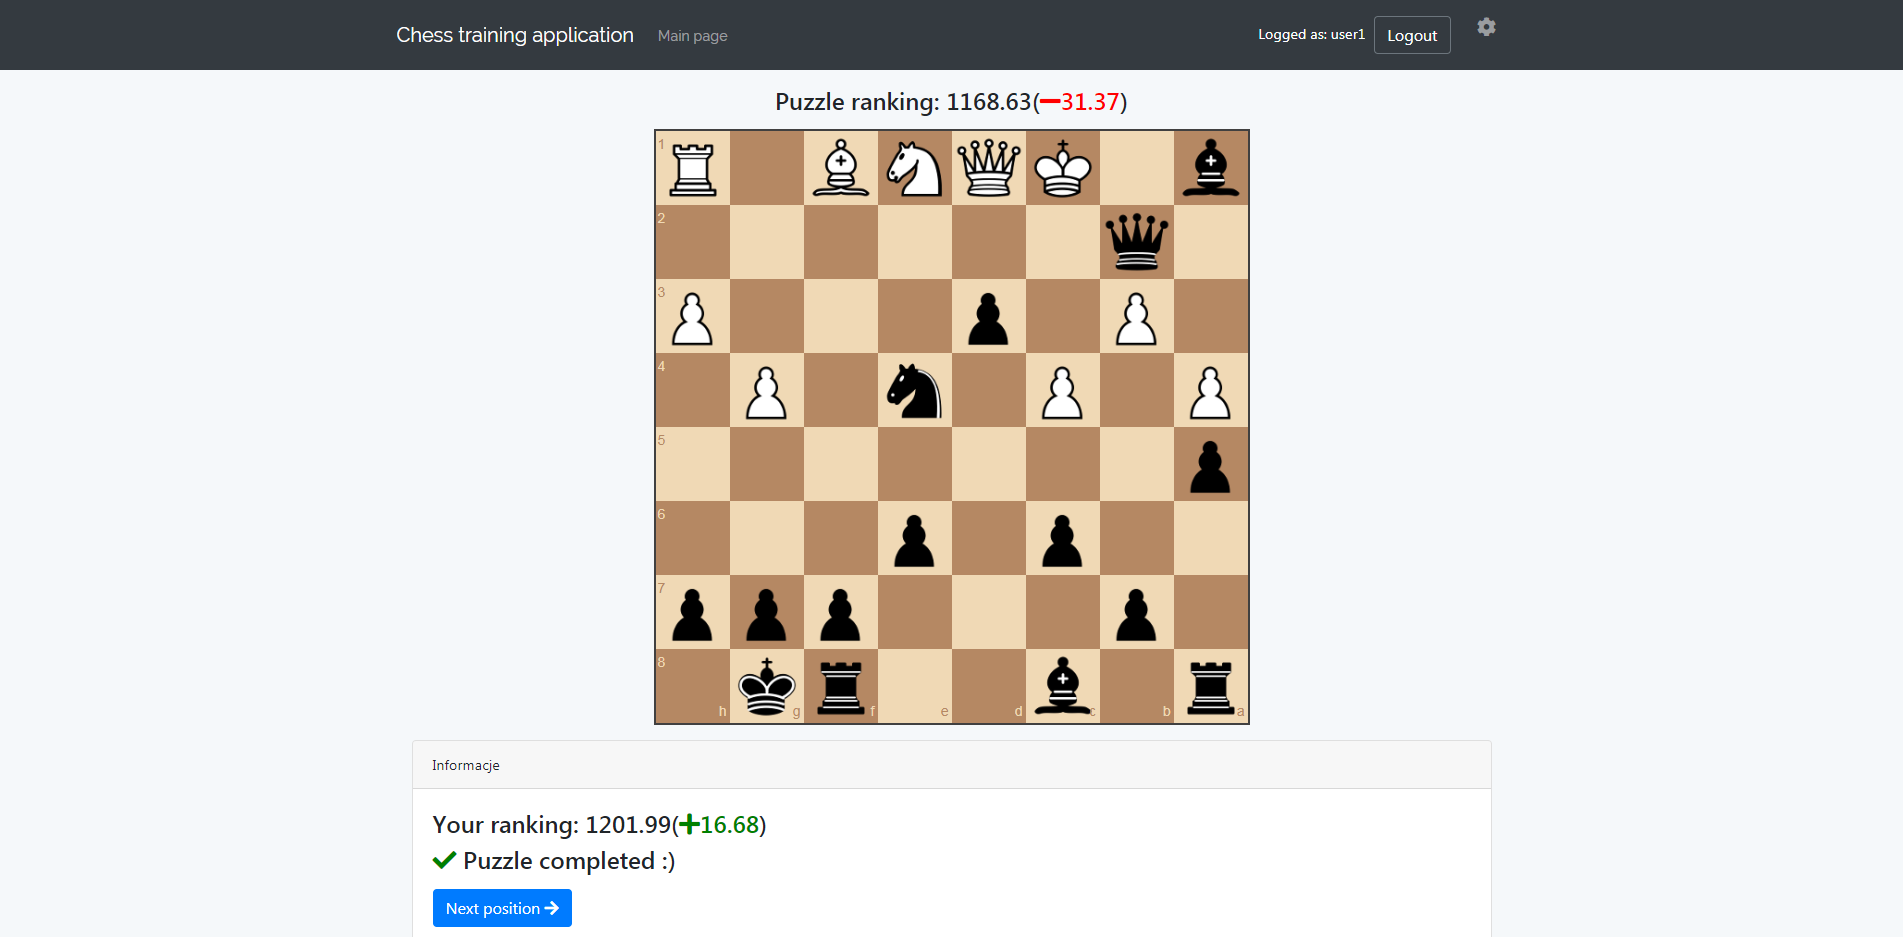 Chess training application Main page Logged as: user1 Logout
Puzzle ranking: 1168.63(−31.37)
1
2
3
4
5
6
7
8
h g f e d c b a
Informacje
Your ranking: 1201.99(+16.68)
Puzzle completed :)
Next position